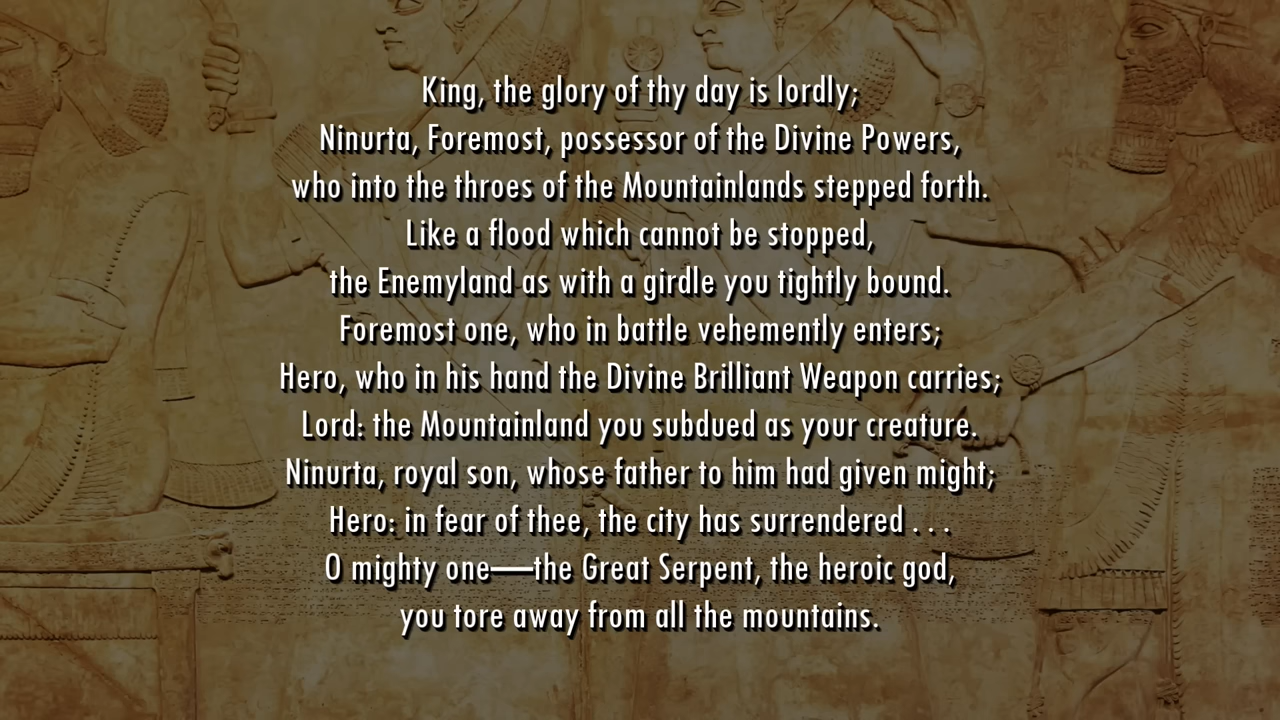 King, the glory of thy day is lordly;
Ninurta, Foremost, possessor of the Divine Powers,
who into the throes of the Mountainlands stepped forth.
Like a flood which cannot be stopped,
the Enemyland as with a girdle you tightly bound.
Foremost one, who in battle vehemently enters;
Hero, who in his hand the Divine Brilliant Weapon carries;
Lord: the Mountainland you subdued as your creature.
Ninurta, royal son, whose father to him had given might;
Hero: in fear of thee, the city has surrendered . . .
O mighty one—the Great Serpent, the heroic god,
you tore away from all the mountains.